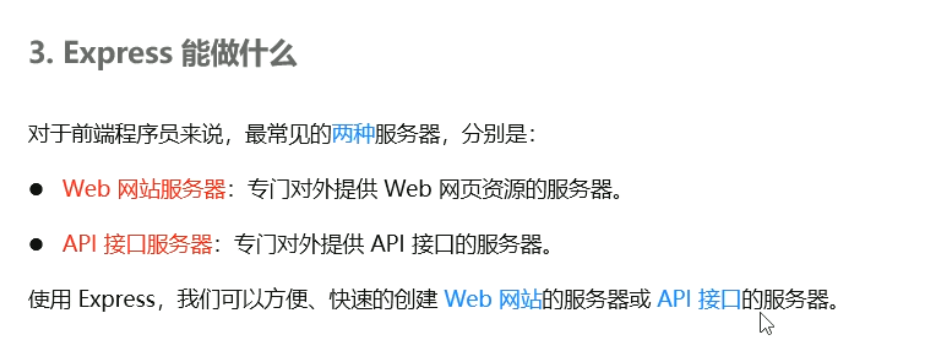 3. Express 能做什么
对于前端程序员来说，最常见的两种服务器，分别是：
● Web 网站服务器：专门对外提供 Web 网页资源的服务器。
● API 接口服务器：专门对外提供 API 接口的服务器。
使用 Express，我们可以方便、快速的创建 Web 网站的服务器或 API 接口的服务器。